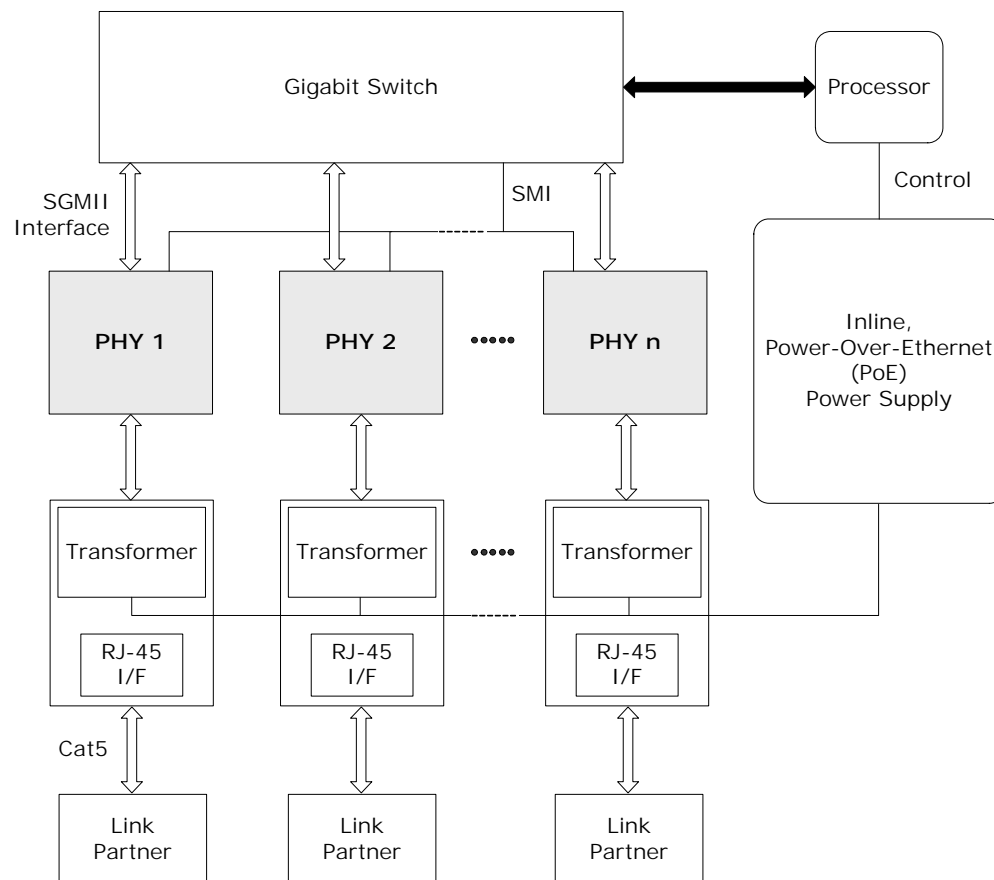 Gigabit Switch
Processor
SGMII
Interface
SMI
Control
PHY 1
PHY 2
PHY n
Inline,
Power-Over-Ethernet
(PoE)
Power Supply
Transformer
Transformer
Transformer
RJ-45
I/F
RJ-45
I/F
RJ-45
I/F
Cat5
Link
Partner
Link
Partner
Link
Partner